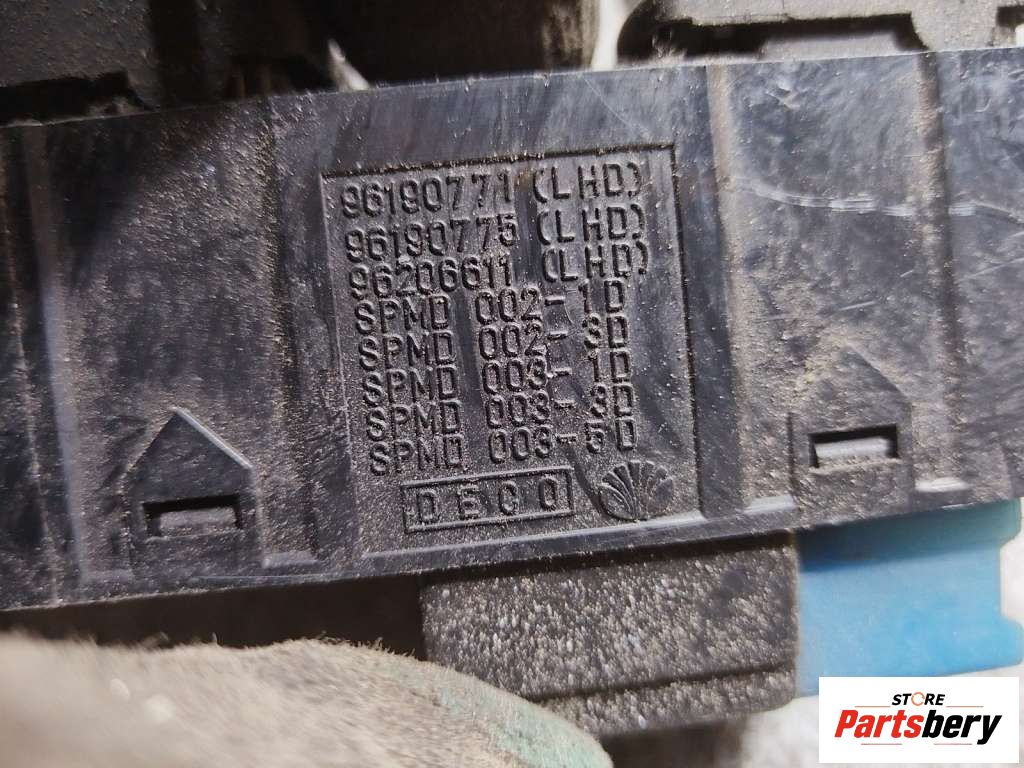 96190771 (LHD)
96190775 (LHD)
96206611 (LHD)
SPMD 002-1D
SPMD 002-3D
SPMD 003-1D
SPMD 003-3D
SPMD 003-5D
DECO
STORE
Partsbery